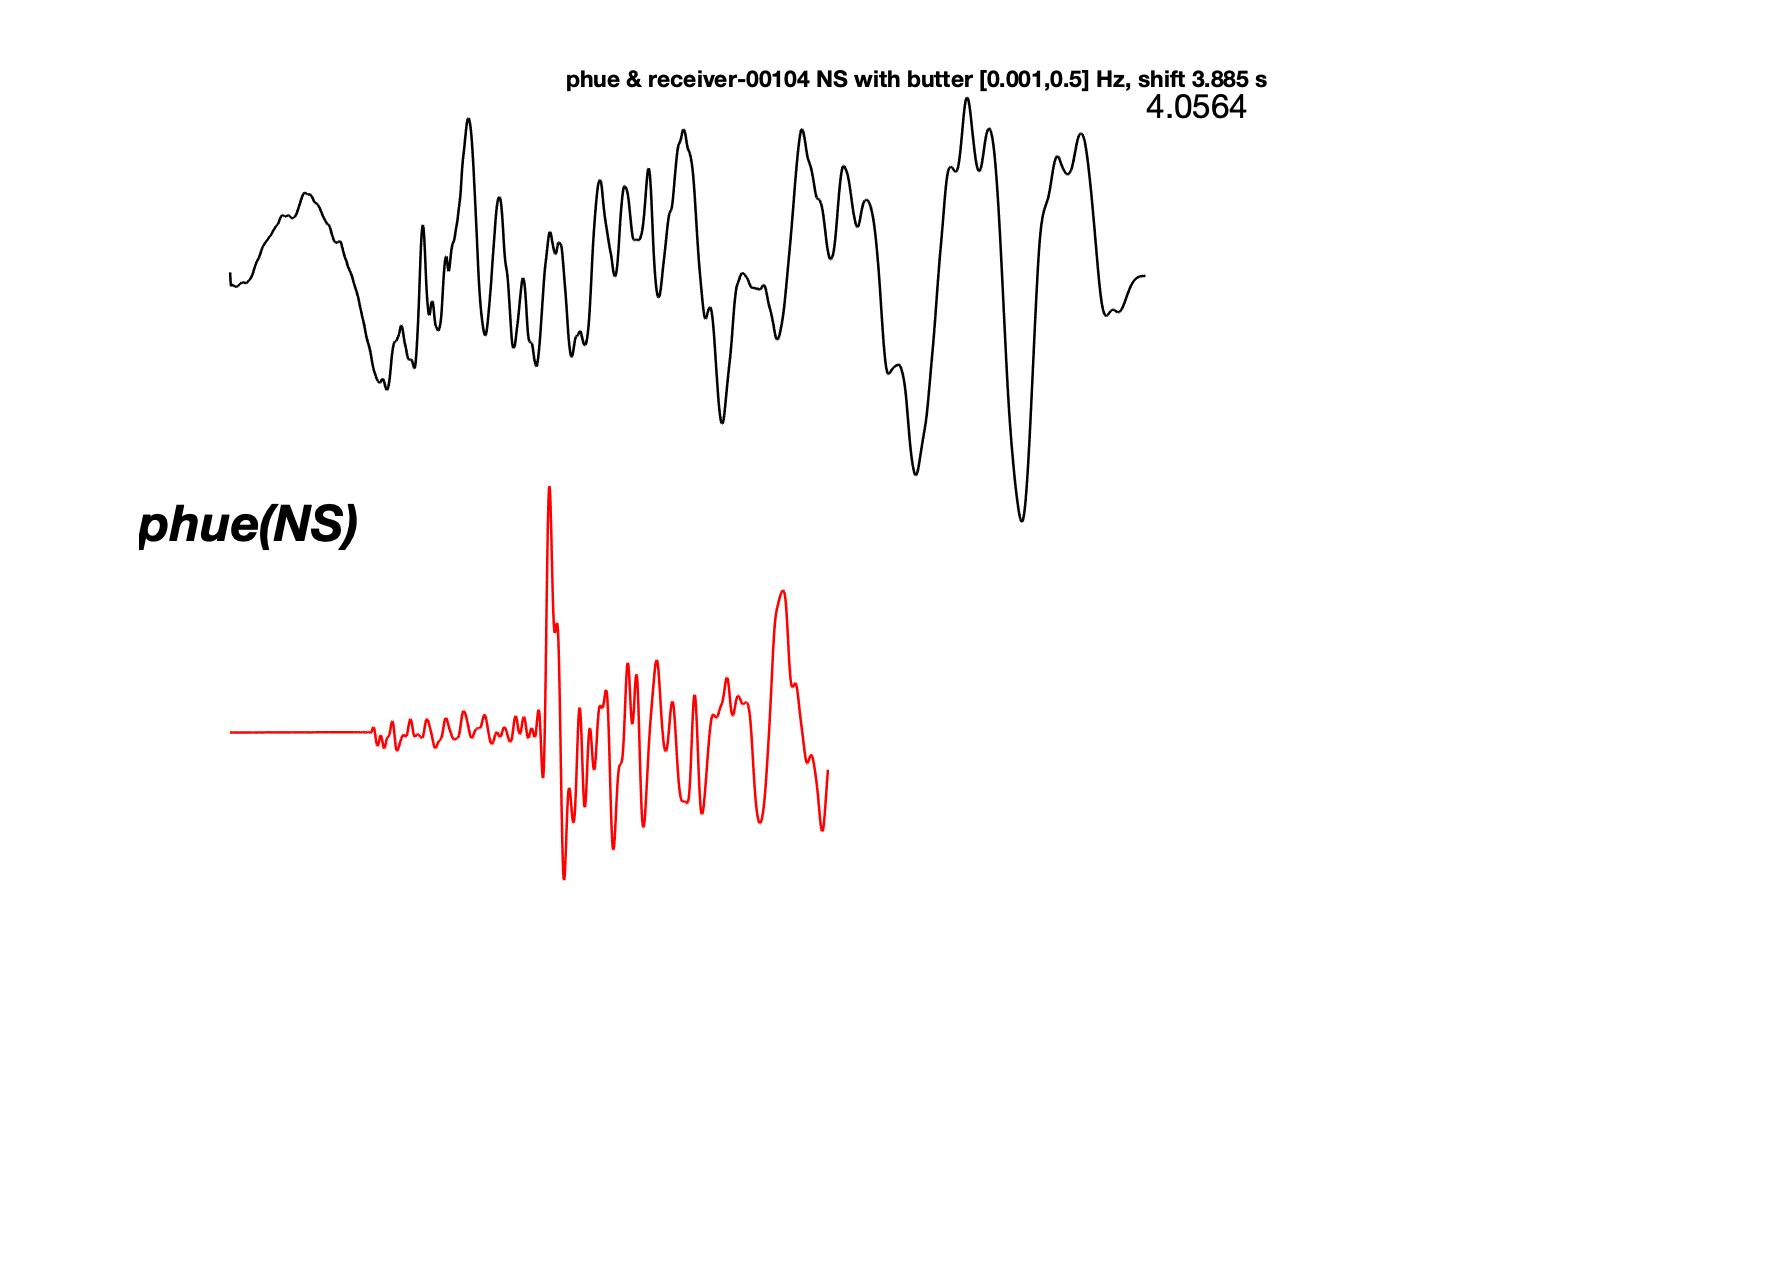 phue & receiver-00104 NS with butter [0.001,0.5] Hz, shift 3.885 s
4.0564
phue(NS)